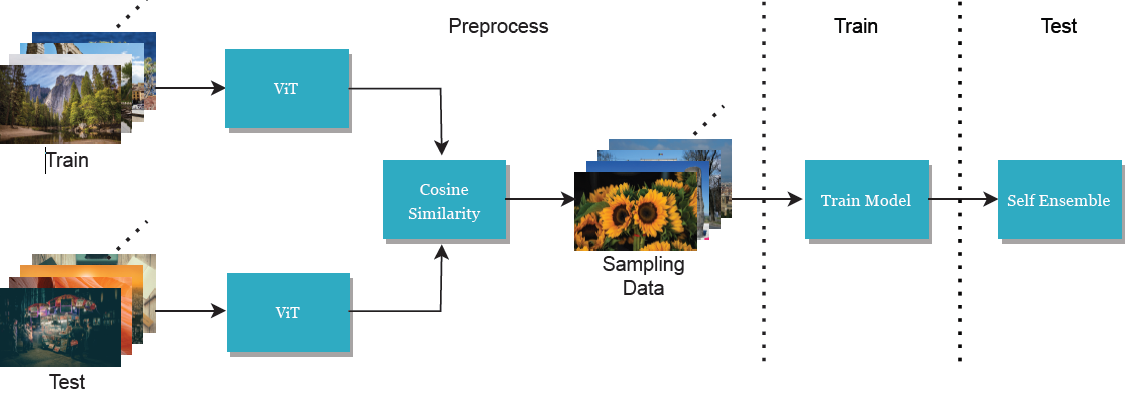 Preprocess
Train
Test
ViT
Train
Cosine
Similarity
Train Model
Self Ensemble
Sampling
Data
ViT
Test